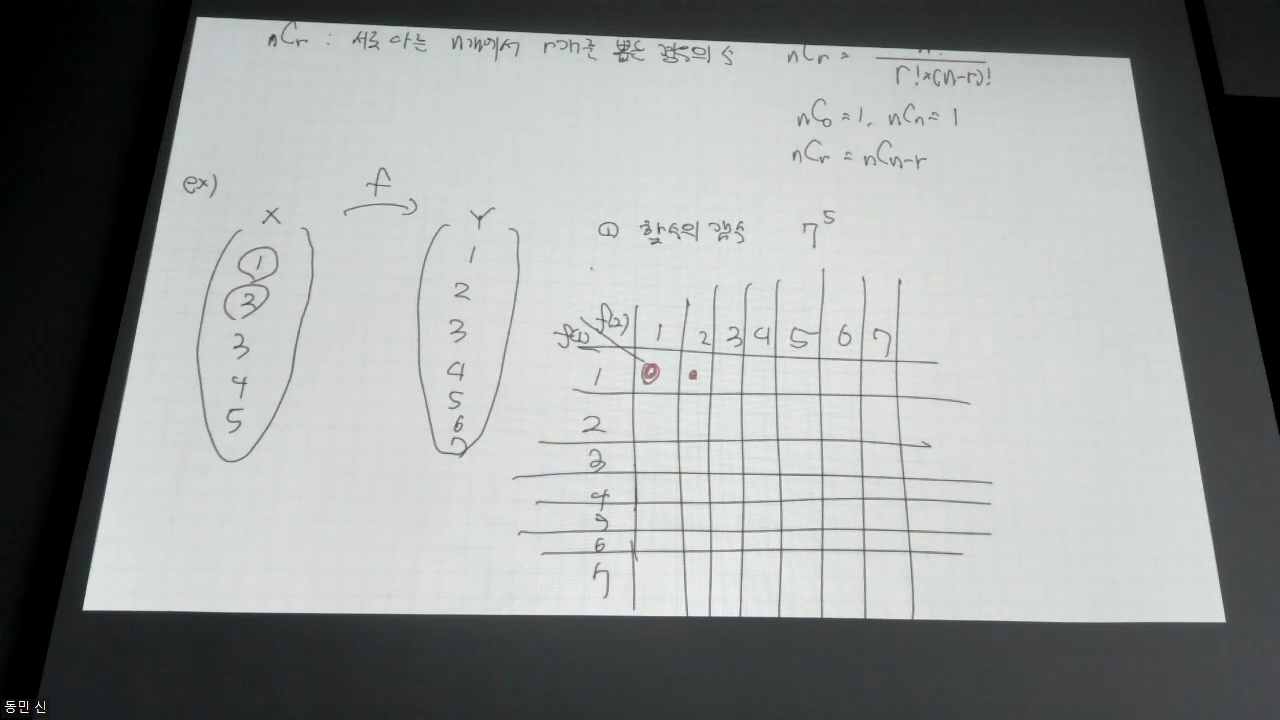 nCr : 서로 다른 n개에서 r개를 뽑는 경우의 수 nCr =
r!×(n-r)!
nC0 = 1, nCn = 1
nCr = nCn-r
ex)
f
X Y
① 함수의 갯수 7^5
1
2
3
4
5
1
2
3
4
5
6
7
f(1) f(2) 1 2 3 4 5 6 7
1
2
3
4
5
6
7
동민 신